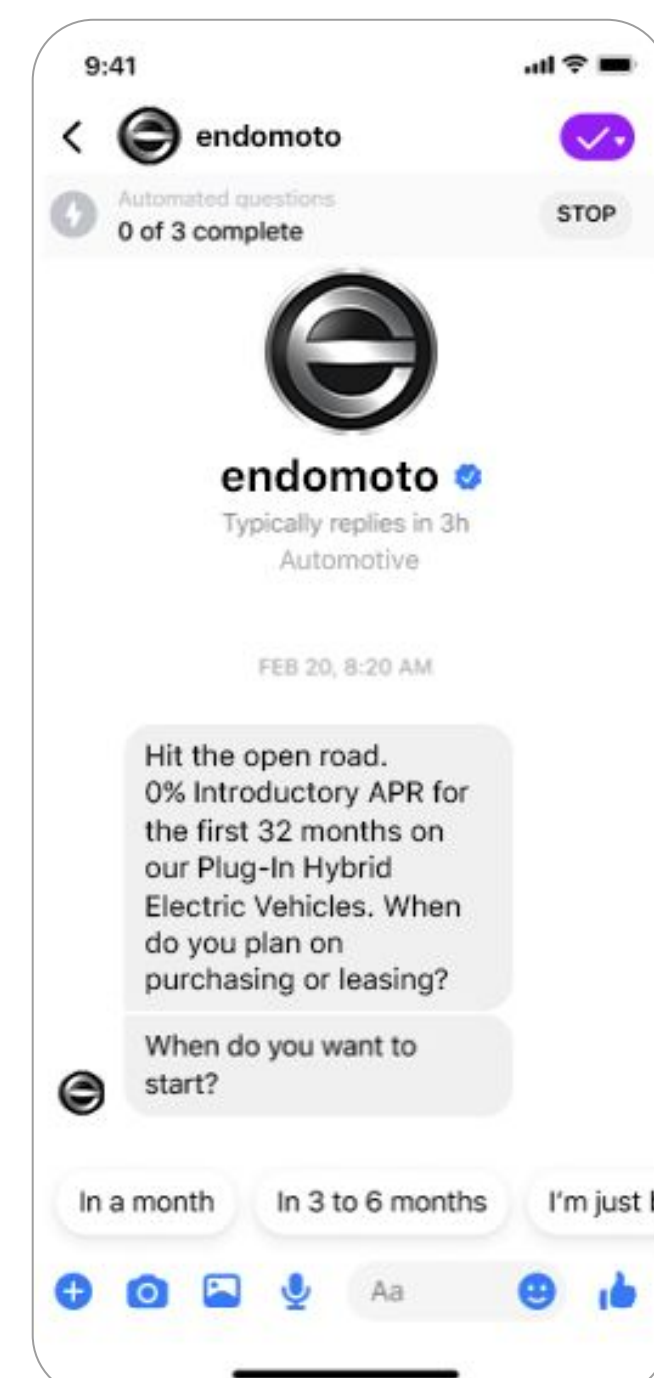 9:41
endomoto
Automated questions
0 of 3 complete
STOP
endomoto
Typically replies in 3h
Automotive
FEB 20, 8:20 AM
Hit the open road.
0% Introductory APR for
the first 32 months on
our Plug-In Hybrid
Electric Vehicles. When
do you plan on
purchasing or leasing?
When do you want to
start?
In a month
In 3 to 6 months
I'm just
Aa